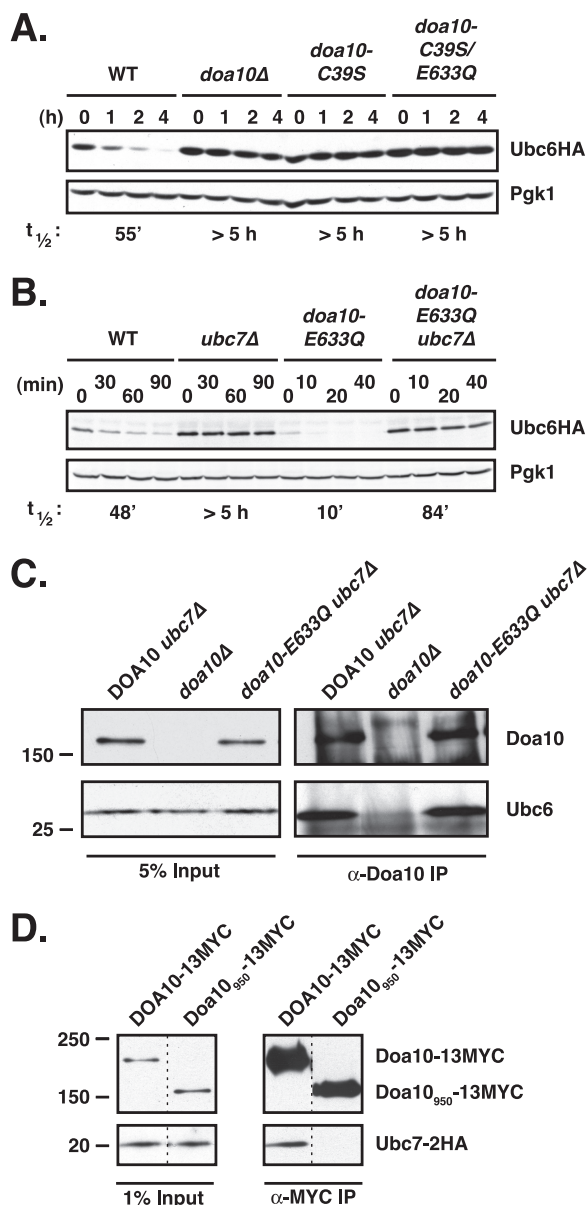 A.
WT doa10Δ doa10-C39S doa10-C39S/E633Q
(h) 0 1 2 4 0 1 2 4 0 1 2 4 0 1 2 4
Ubc6HA
Pgk1
t½ : 55’ > 5 h > 5 h > 5 h
B.
WT ubc7Δ doa10-E633Q doa10-E633Q ubc7Δ
(min) 0 30 60 90 0 30 60 90 0 10 20 40 0 10 20 40
Ubc6HA
Pgk1
t½ : 48’ > 5 h 10’ 84’
C.
DOA10 ubc7Δ doa10Δ doa10-E633Q ubc7Δ DOA10 ubc7Δ doa10Δ doa10-E633Q ubc7Δ
150 – Doa10
25 – Ubc6
5% Input α-Doa10 IP
D.
DOA10-13MYC Doa10₉₅₀-13MYC DOA10-13MYC Doa10₉₅₀-13MYC
250 – Doa10-13MYC
150 – Doa10₉₅₀-13MYC
20 – Ubc7-2HA
1% Input α-MYC IP